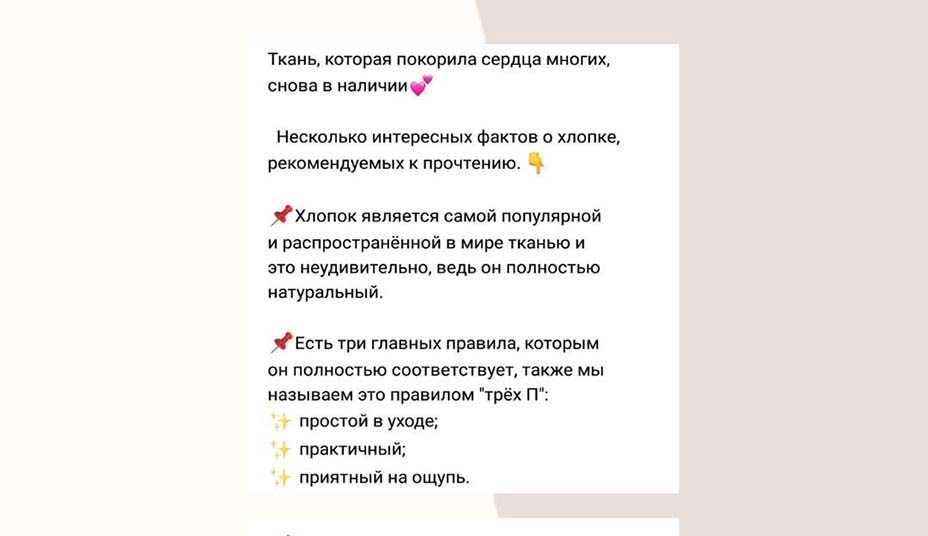 Ткань, которая покорила сердца многих,
снова в наличии💕
Несколько интересных фактов о хлопке,
рекомендуемых к прочтению. 👇
📌Хлопок является самой популярной
и распространённой в мире тканью и
это неудивительно, ведь он полностью
натуральный.
📌Есть три главных правила, которым
он полностью соответствует, также мы
называем это правилом "трёх П":
✨ простой в уходе;
✨ практичный;
✨ приятный на ощупь.